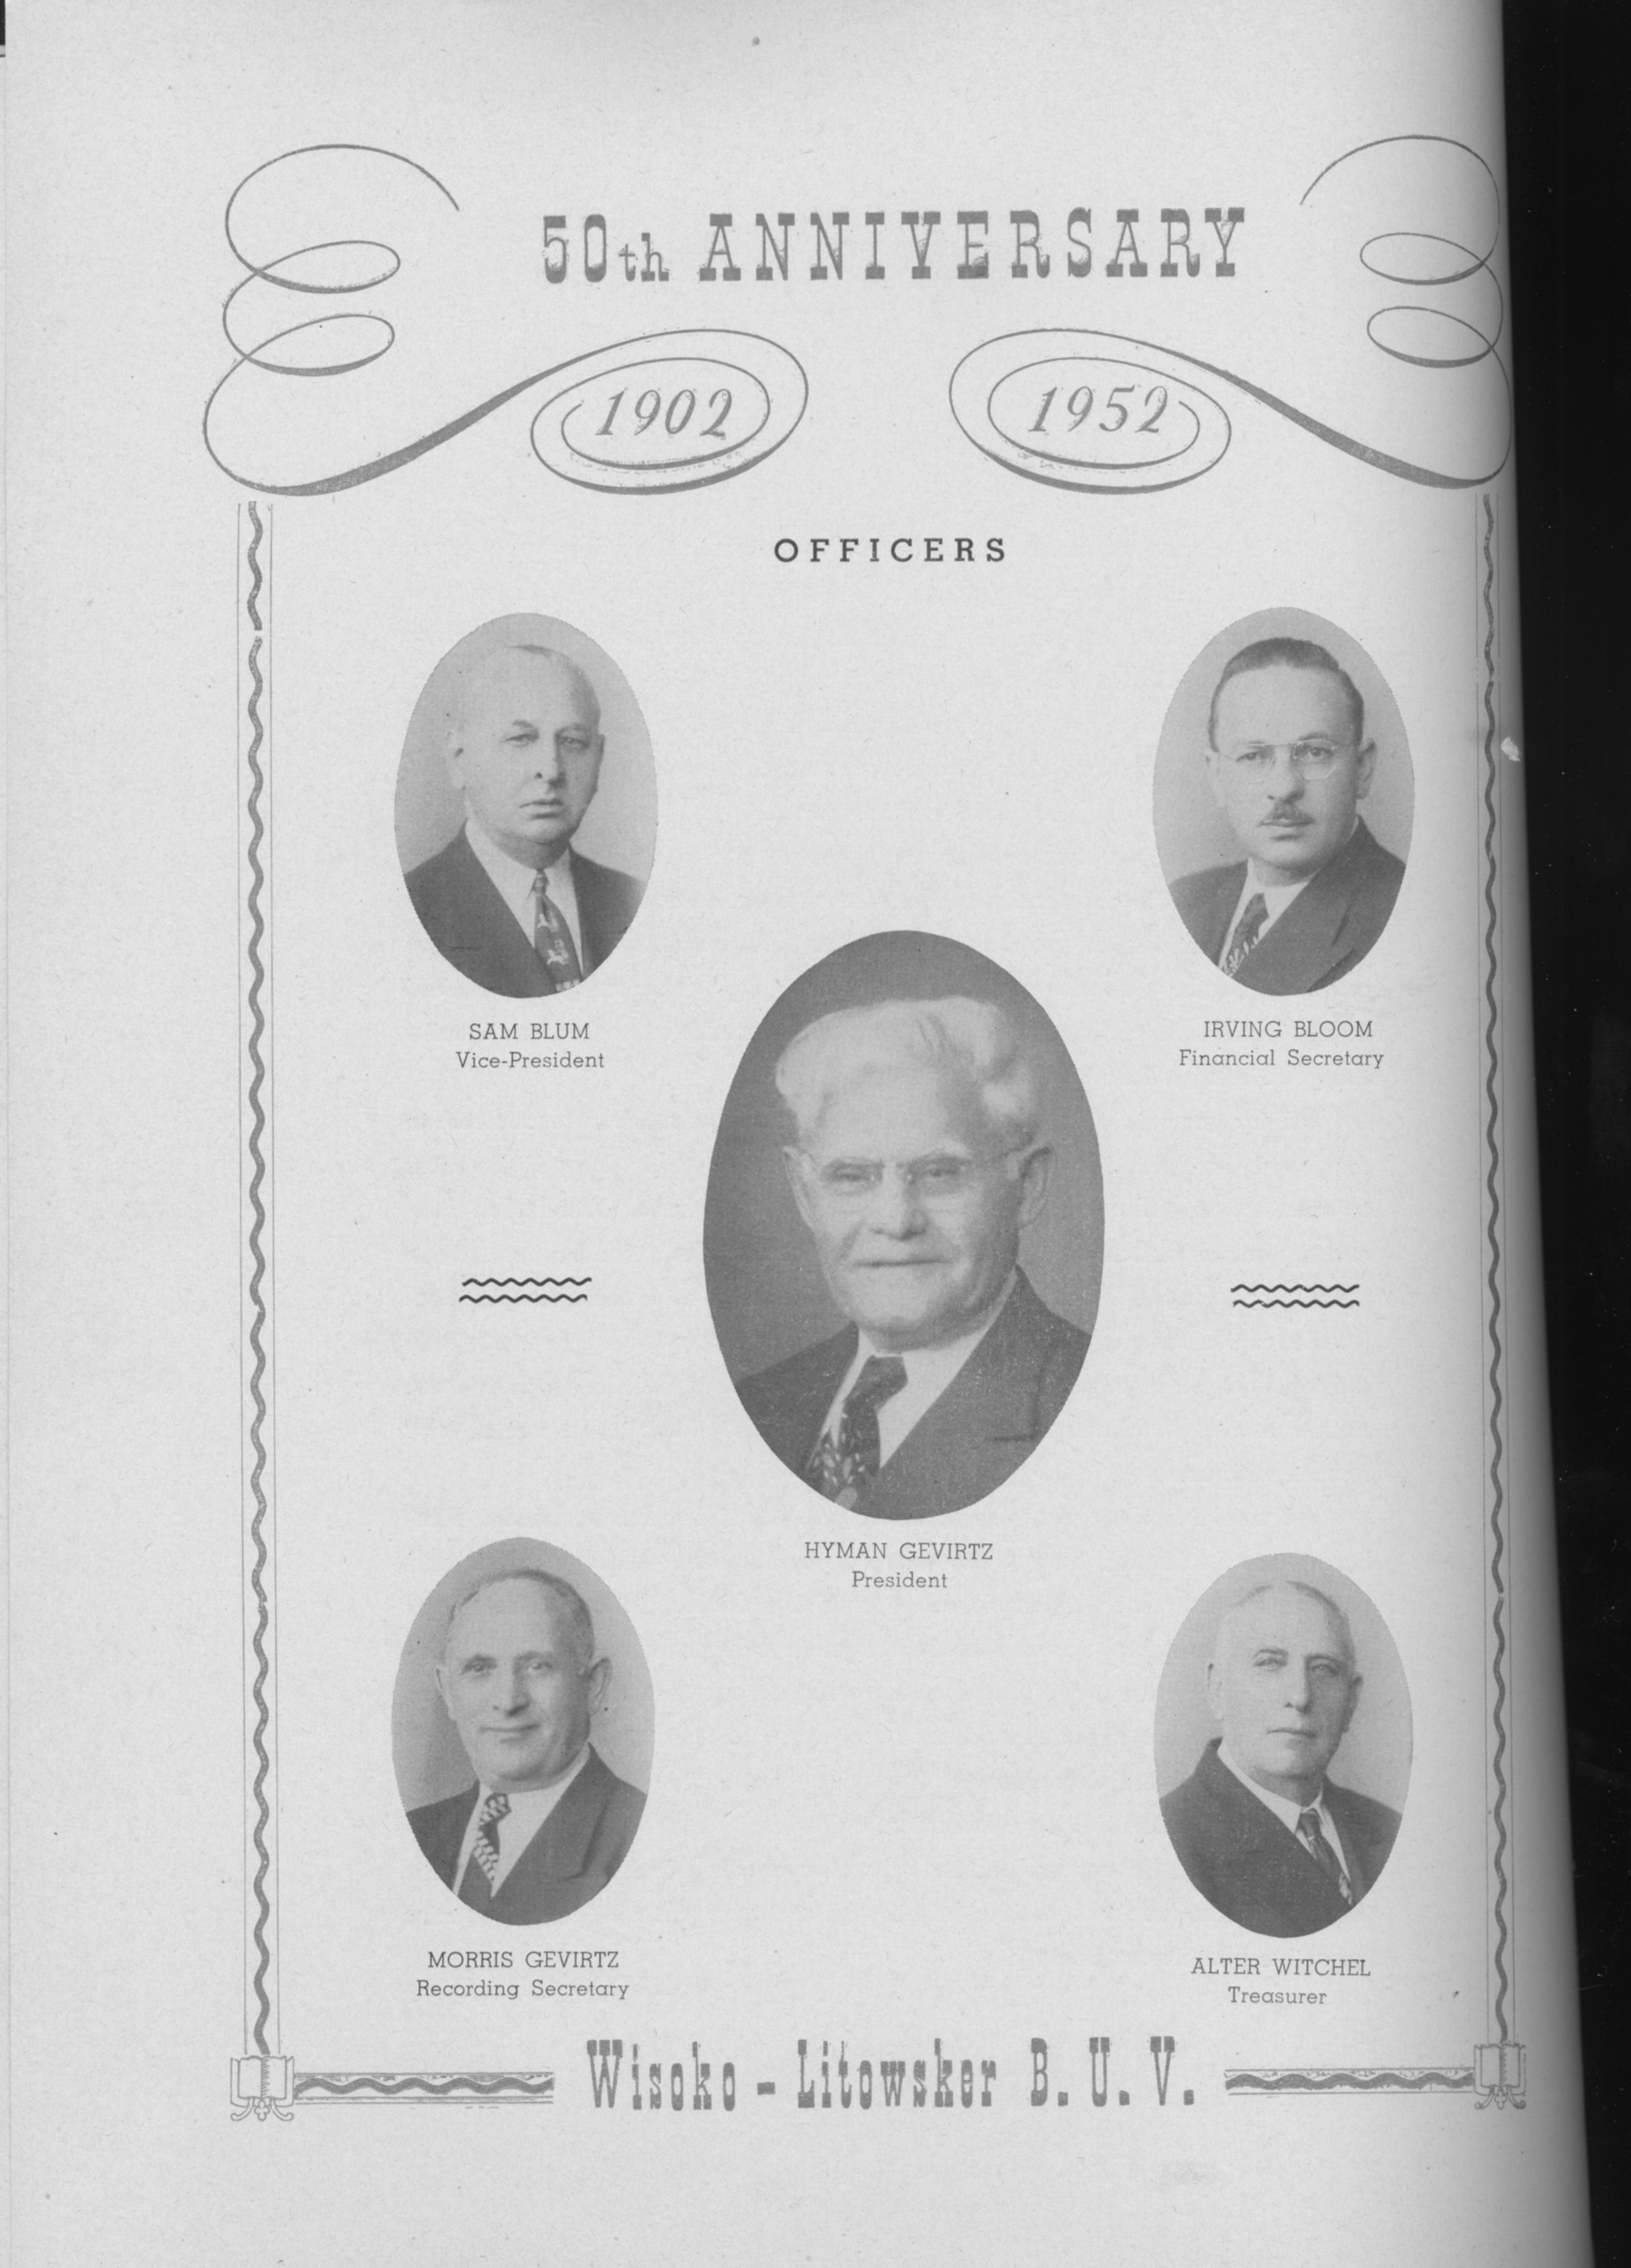 50th ANNIVERSARY
1902 1952
OFFICERS
SAM BLUM
Vice-President
IRVING BLOOM
Financial Secretary
HYMAN GEVIRTZ
President
MORRIS GEVIRTZ
Recording Secretary
ALTER WITCHEL
Treasurer
Wisoko - Litowsker B. U. V.